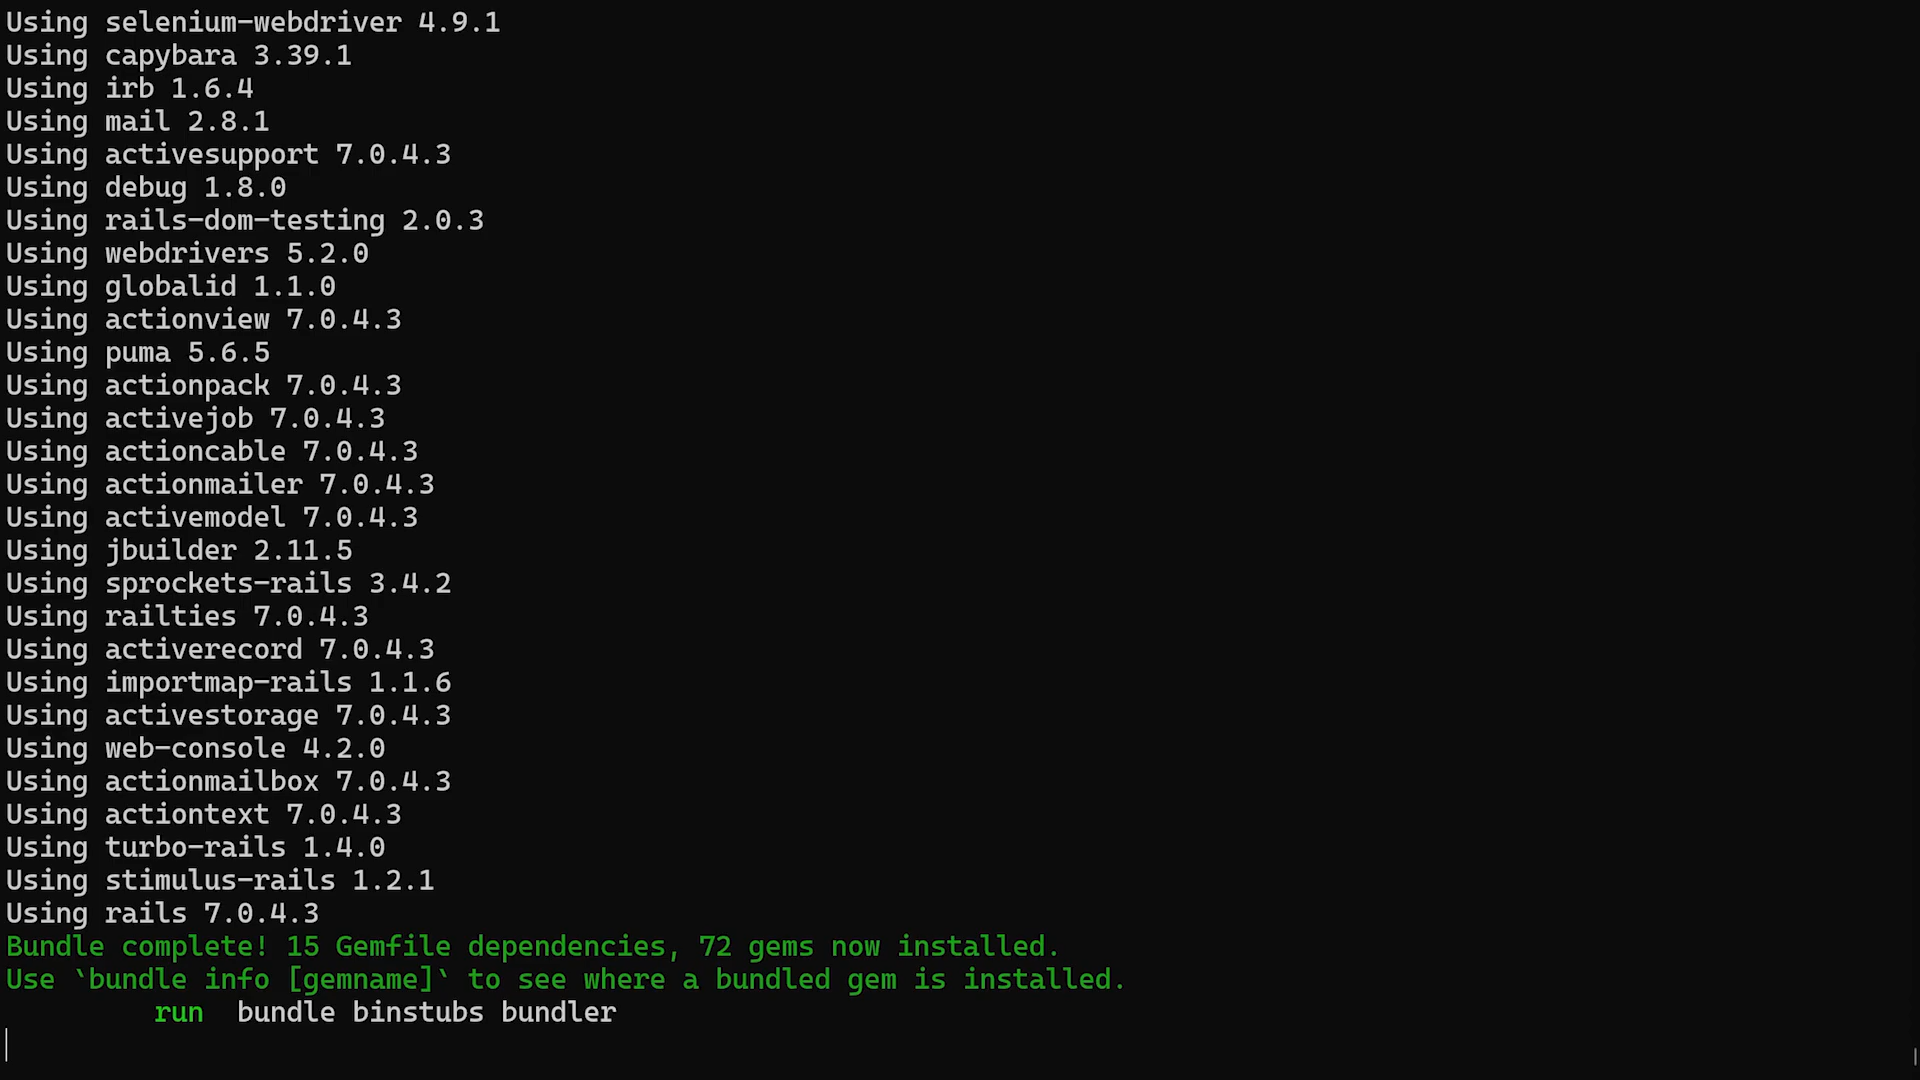 Using selenium-webdriver 4.9.1
Using capybara 3.39.1
Using irb 1.6.4
Using mail 2.8.1
Using activesupport 7.0.4.3
Using debug 1.8.0
Using rails-dom-testing 2.0.3
Using webdrivers 5.2.0
Using globalid 1.1.0
Using actionview 7.0.4.3
Using puma 5.6.5
Using actionpack 7.0.4.3
Using activejob 7.0.4.3
Using actioncable 7.0.4.3
Using actionmailer 7.0.4.3
Using activemodel 7.0.4.3
Using jbuilder 2.11.5
Using sprockets-rails 3.4.2
Using railties 7.0.4.3
Using activerecord 7.0.4.3
Using importmap-rails 1.1.6
Using activestorage 7.0.4.3
Using web-console 4.2.0
Using actionmailbox 7.0.4.3
Using actiontext 7.0.4.3
Using turbo-rails 1.4.0
Using stimulus-rails 1.2.1
Using rails 7.0.4.3
Bundle complete! 15 Gemfile dependencies, 72 gems now installed.
Use `bundle info [gemname]` to see where a bundled gem is installed.
run  bundle binstubs bundler